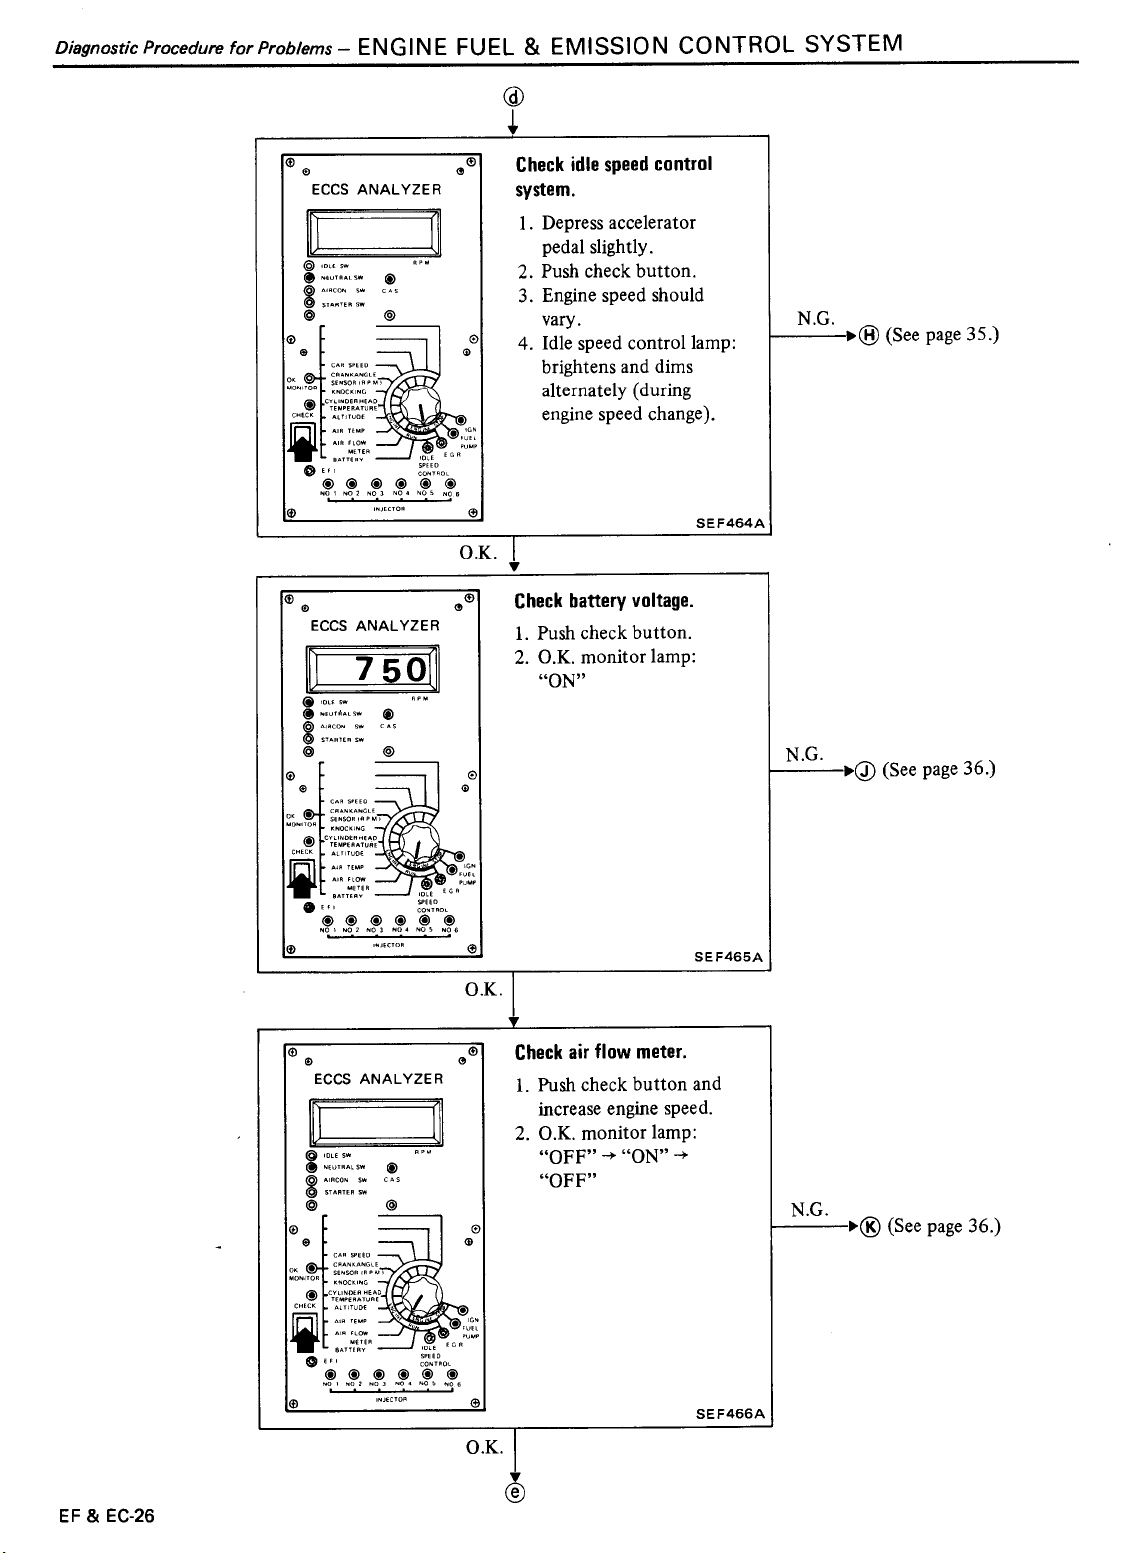 Diagnostic Procedure for Problems – ENGINE FUEL & EMISSION CONTROL SYSTEM
d
ECCS ANALYZER
RPM
IDLE SW
NEUTRAL SW
AIRCON SW CAS
STARTER SW
CAR SPEED
CRANKANGLE
SENSOR (RPM)
OK
MONITOR
KNOCKING
CYLINDER HEAD
TEMPERATURE
CHECK
ALTITUDE
AIR TEMP
AIR FLOW
METER
BATTERY
RUN
IGN
FUEL
PUMP
EGR
IDLE
SPEED
CONTROL
EFI
NO 1 NO 2 NO 3 NO 4 NO 5 NO 6
INJECTOR
Check idle speed control
system.
1. Depress accelerator
pedal slightly.
2. Push check button.
3. Engine speed should
vary.
4. Idle speed control lamp:
brightens and dims
alternately (during
engine speed change).
SEF464A
N.G.
H (See page 35.)
O.K.
ECCS ANALYZER
750
RPM
IDLE SW
NEUTRAL SW
AIRCON SW CAS
STARTER SW
CAR SPEED
CRANKANGLE
SENSOR (RPM)
OK
MONITOR
KNOCKING
CYLINDER HEAD
TEMPERATURE
CHECK
ALTITUDE
AIR TEMP
AIR FLOW
METER
BATTERY
RUN
IGN
FUEL
PUMP
EGR
IDLE
SPEED
CONTROL
EFI
NO 1 NO 2 NO 3 NO 4 NO 5 NO 6
INJECTOR
Check battery voltage.
1. Push check button.
2. O.K. monitor lamp:
“ON”
SEF465A
N.G.
J (See page 36.)
O.K.
ECCS ANALYZER
RPM
IDLE SW
NEUTRAL SW
AIRCON SW CAS
STARTER SW
CAR SPEED
CRANKANGLE
SENSOR (RPM)
OK
MONITOR
KNOCKING
CYLINDER HEAD
TEMPERATURE
CHECK
ALTITUDE
AIR TEMP
AIR FLOW
METER
BATTERY
RUN
IGN
FUEL
PUMP
EGR
IDLE
SPEED
CONTROL
EFI
NO 1 NO 2 NO 3 NO 4 NO 5 NO 6
INJECTOR
Check air flow meter.
1. Push check button and
increase engine speed.
2. O.K. monitor lamp:
“OFF” → “ON” →
“OFF”
SEF466A
N.G.
K (See page 36.)
O.K.
e
EF & EC-26